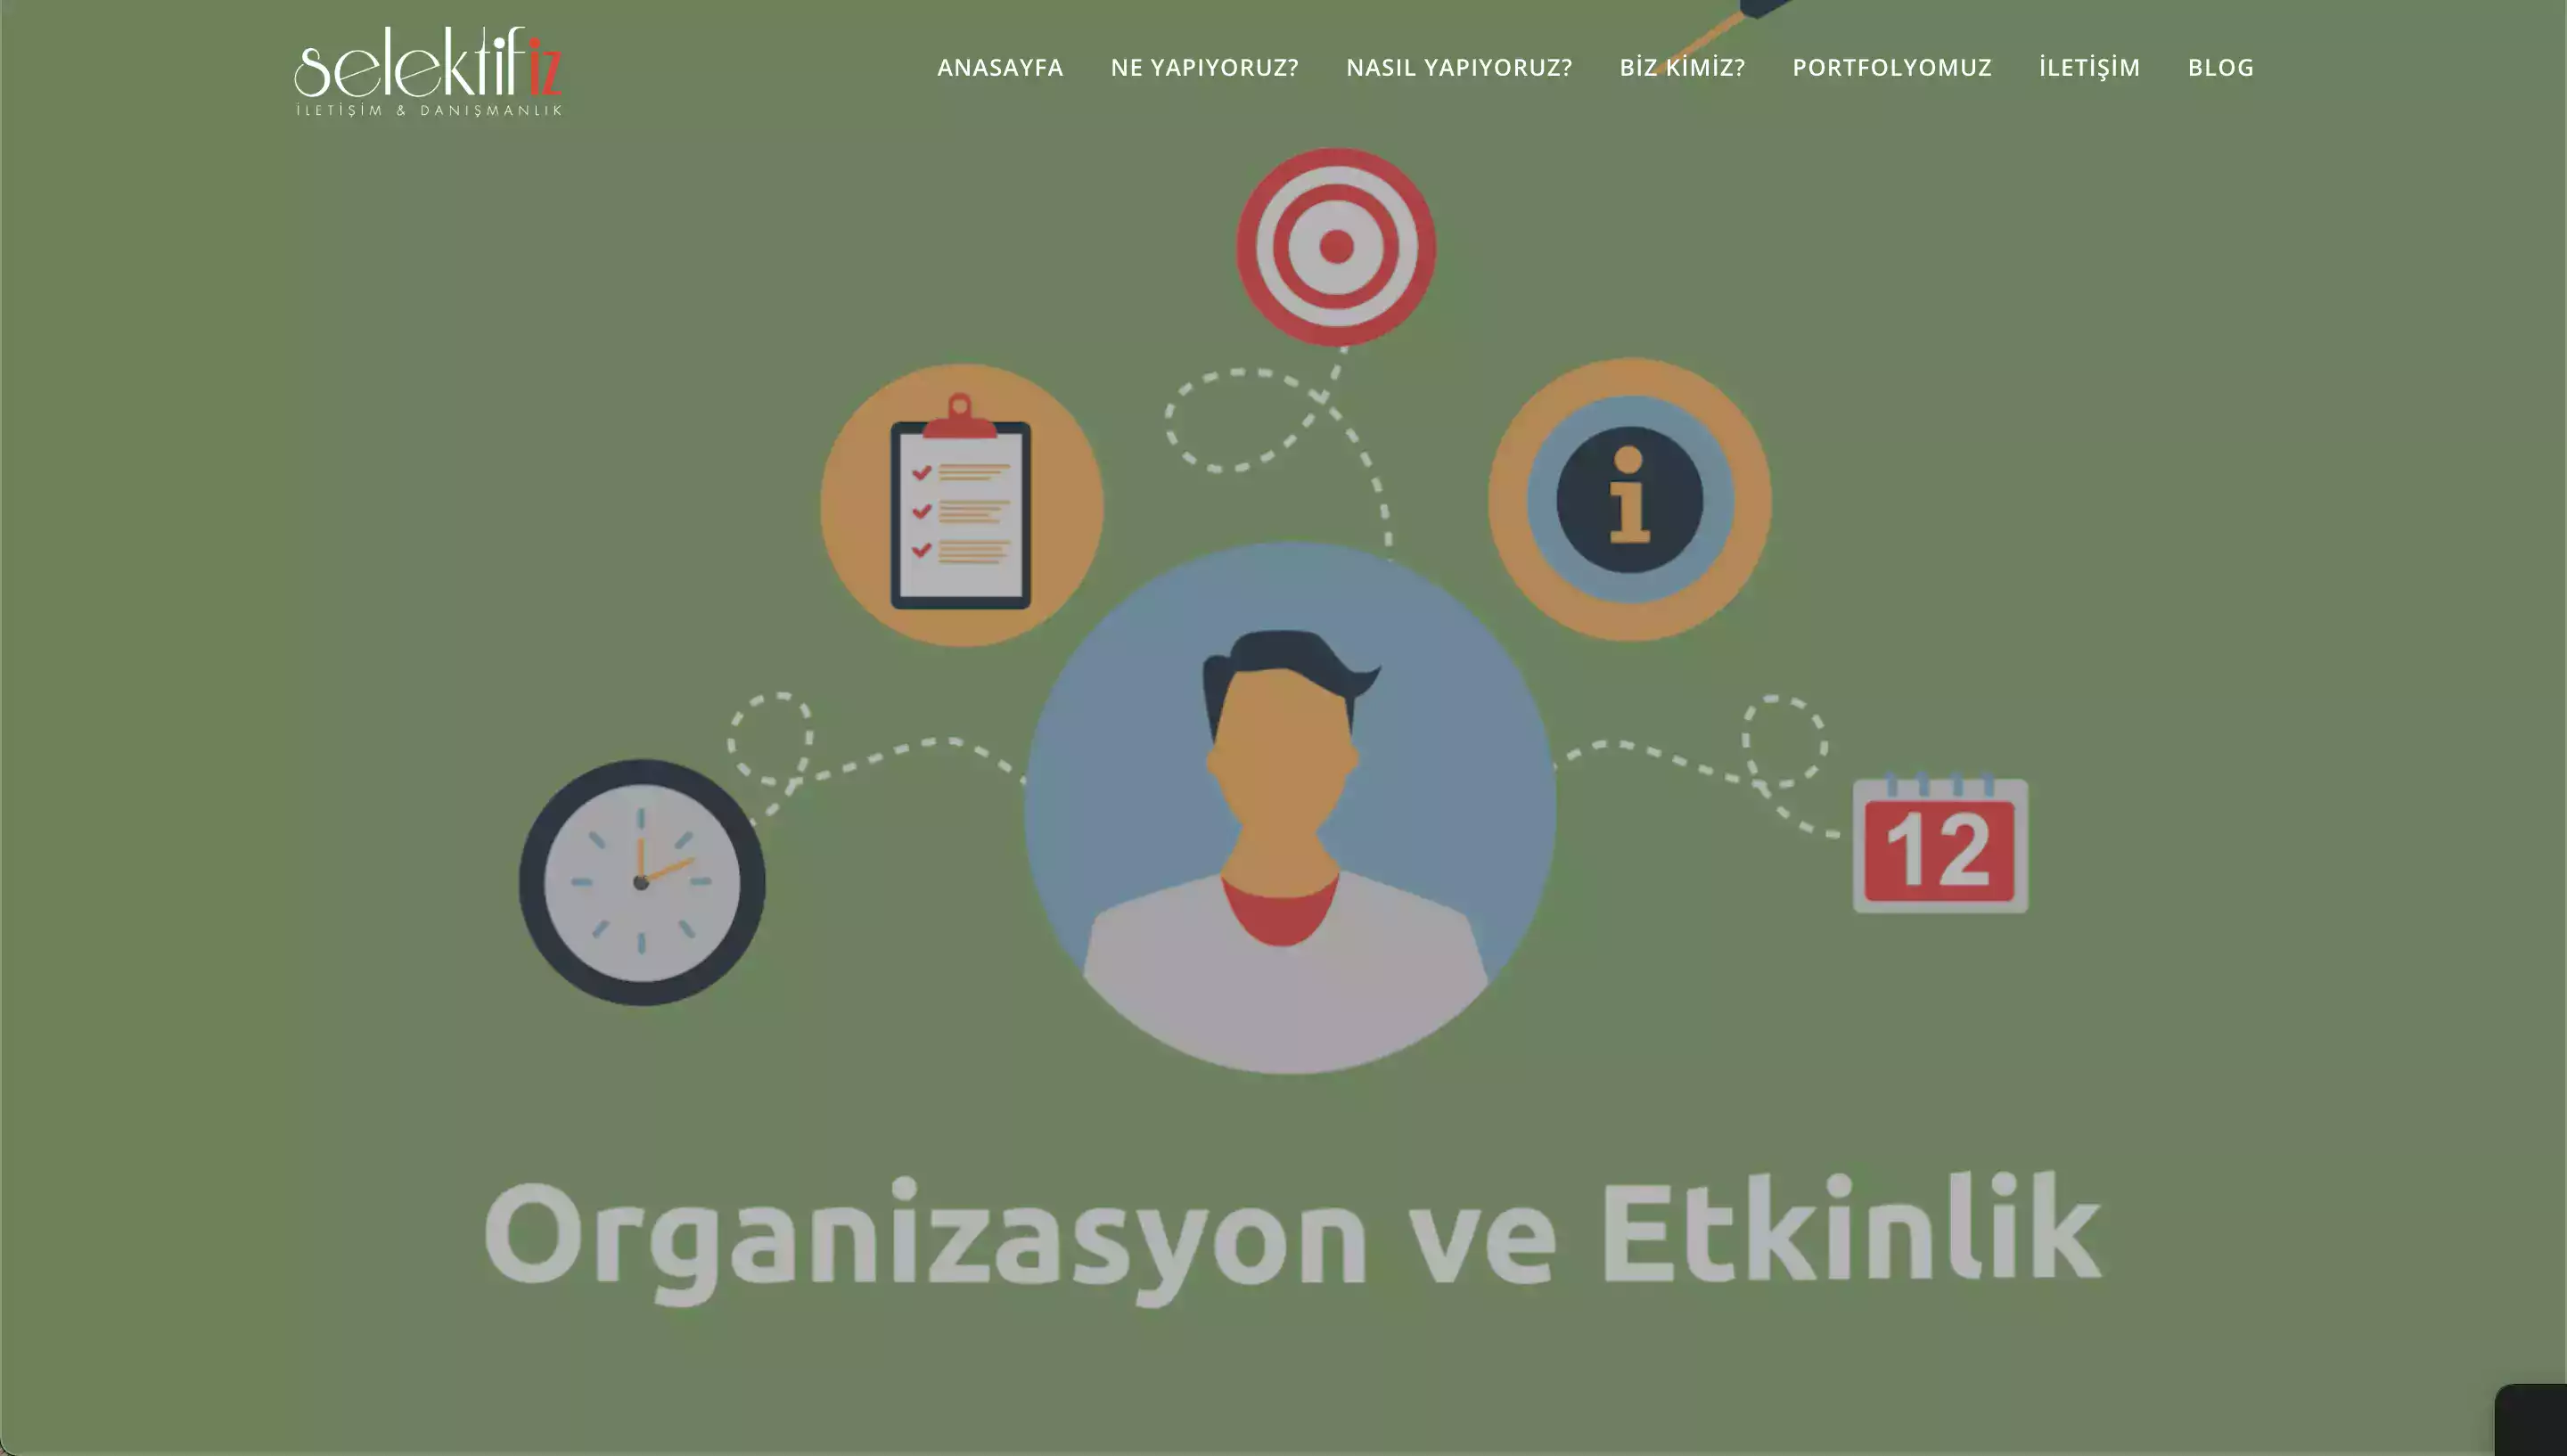 selektifiz
İLETİŞİM & DANIŞMANLIK
ANASAYFA NE YAPIYORUZ? NASIL YAPIYORUZ? BİZ KİMİZ? PORTFOLYOMUZ İLETİŞİM BLOG
i
12
Organizasyon ve Etkinlik